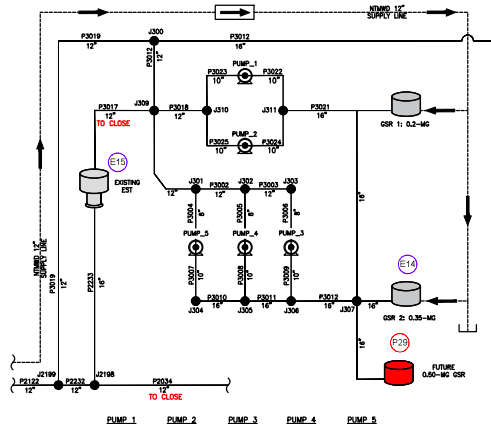 NTMWD 12"
SUPPLY LINE
P3019
12"
J300
P3012
16"
P3012
12"
P3023
10"
PUMP_1
P3022
10"
P3017
12"
TO CLOSE
J309
P3018
12"
J310
J311
P3021
16"
GSR 1: 0.2-MG
PUMP_2
P3025
10"
P3024
10"
E15
EXISTING
EST
12"
J301
P3002
12"
J302
P3003
12"
J303
16"
P3004
8"
P3005
8"
P3006
8"
NTMWD 12"
SUPPLY LINE
P3019
12"
P2233
16"
PUMP_5
PUMP_4
PUMP_3
P3007
10"
P3008
10"
P3009
10"
E14
J304
P3010
16"
J305
P3011
16"
J306
P3012
16"
J307
16"
GSR 2: 0.35-MG
16"
P29
FUTURE
0.50-MG GSR
J2199
P2122
12"
P2232
12"
J2198
P2034
12"
TO CLOSE
PUMP 1 PUMP 2 PUMP 3 PUMP 4 PUMP 5